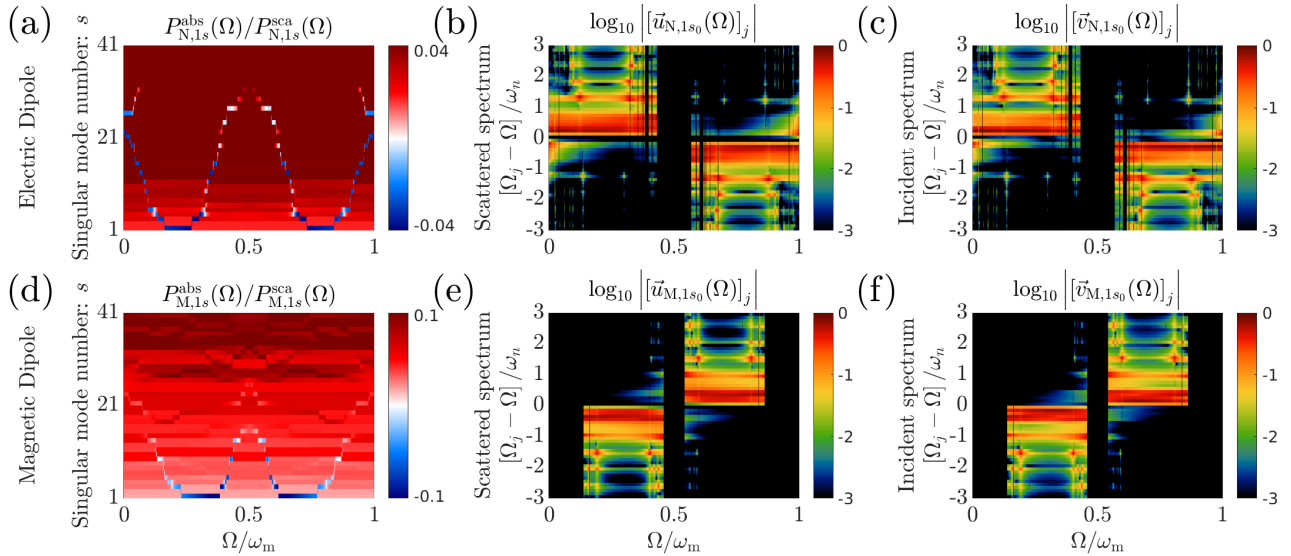 (a)
P^abs_N,1s(Ω)/P^sca_N,1s(Ω)
Electric Dipole
Singular mode number: s
41
21
1
0
0.5
1
0.04
-0.04
(b)
log10 |[u⃗_N,1s0(Ω)]_j|
Scattered spectrum
[Ω_j − Ω] /ω_n
3
2
1
0
-1
-2
-3
0
0.5
1
0
-1
-2
-3
(c)
log10 |[v⃗_N,1s0(Ω)]_j|
Incident spectrum
[Ω_j − Ω] /ω_n
3
2
1
0
-1
-2
-3
0
0.5
1
0
-1
-2
-3
(d)
P^abs_M,1s(Ω)/P^sca_M,1s(Ω)
Magnetic Dipole
Singular mode number: s
41
21
1
0
0.5
1
Ω/ω_m
0.1
-0.1
(e)
log10 |[u⃗_M,1s0(Ω)]_j|
Scattered spectrum
[Ω_j − Ω] /ω_n
3
2
1
0
-1
-2
-3
0
0.5
1
Ω/ω_m
0
-1
-2
-3
(f)
log10 |[v⃗_M,1s0(Ω)]_j|
Incident spectrum
[Ω_j − Ω] /ω_n
3
2
1
0
-1
-2
-3
0
0.5
1
Ω/ω_m
0
-1
-2
-3